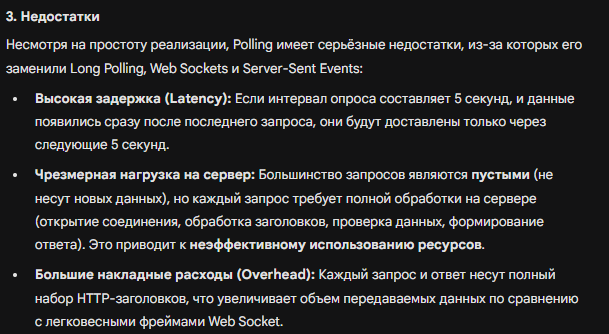 3. Недостатки
Несмотря на простоту реализации, Polling имеет серьёзные недостатки, из-за которых его
заменили Long Polling, Web Sockets и Server-Sent Events:
• Высокая задержка (Latency): Если интервал опроса составляет 5 секунд, и данные
появились сразу после последнего запроса, они будут доставлены только через
следующие 5 секунд.
• Чрезмерная нагрузка на сервер: Большинство запросов являются пустыми (не
несут новых данных), но каждый запрос требует полной обработки на сервере
(открытие соединения, обработка заголовков, проверка данных, формирование
ответа). Это приводит к неэффективному использованию ресурсов.
• Большие накладные расходы (Overhead): Каждый запрос и ответ несут полный
набор HTTP-заголовков, что увеличивает объем передаваемых данных по сравнению
с легковесными фреймами Web Socket.